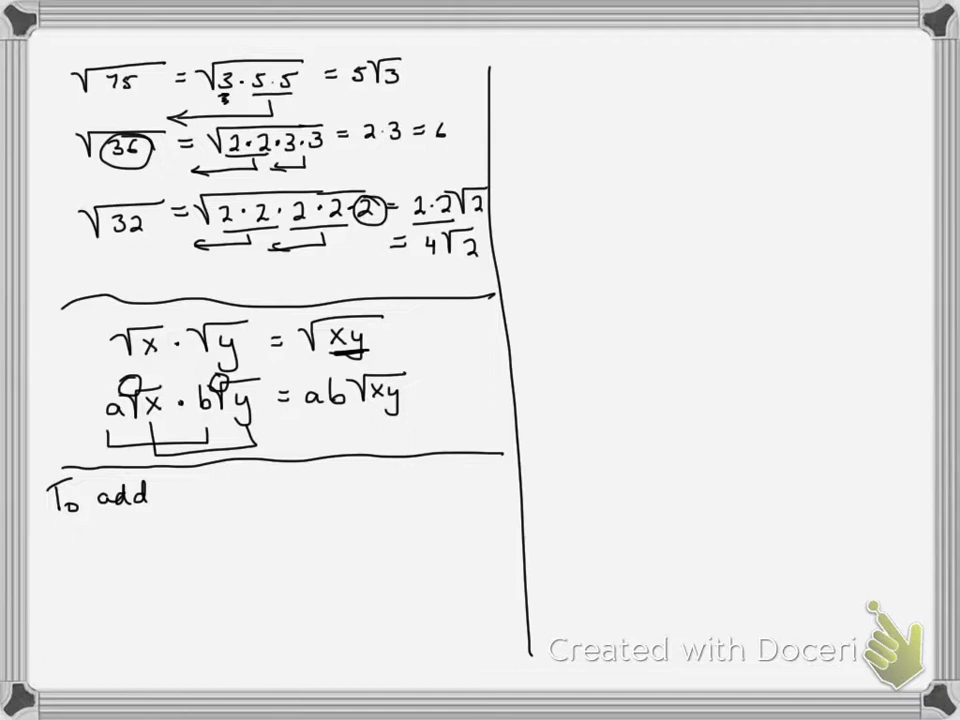 √75 = √3·5·5 = 5√3
3
√36 = √2·2·3·3 = 2·3 = 6
√32 = √2·2·2·2·2 = 2·2√2
= 4√2
√x · √y = √xy
a√x · b√y = ab√xy
To add
Created with Doceri